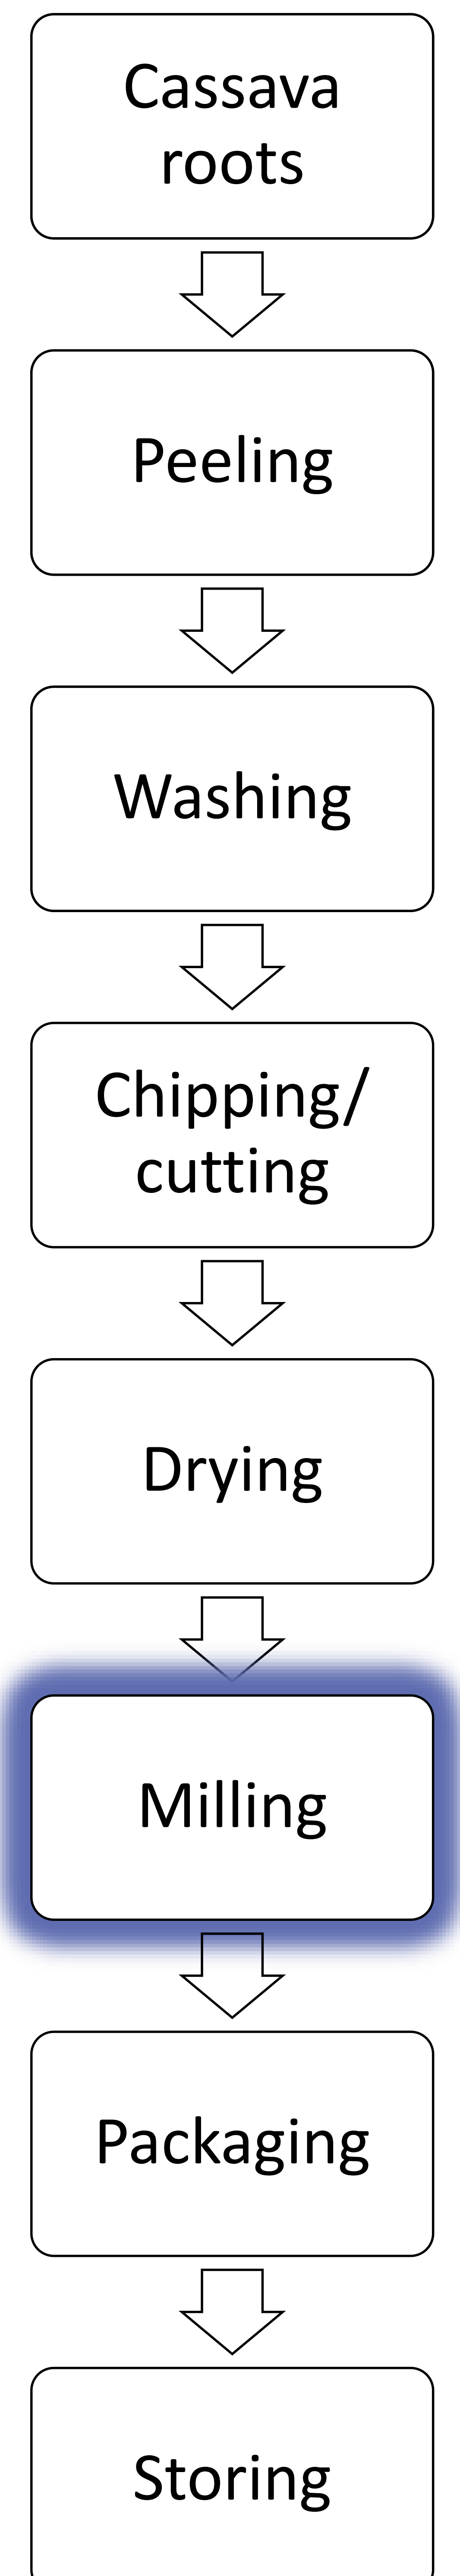 Cassava
roots
Peeling
Washing
Chipping/
cutting
Drying
Milling
Packaging
Storing